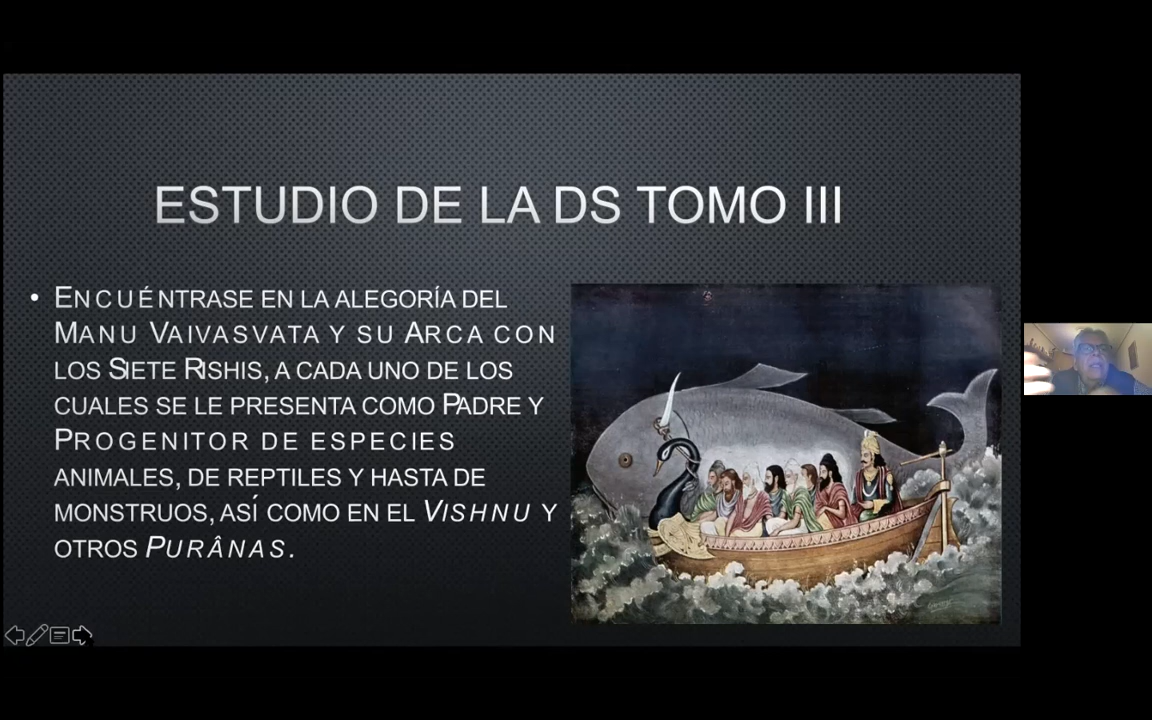 ESTUDIO DE LA DS TOMO III
• ENCUÉNTRASE EN LA ALEGORÍA DEL
MANU VAIVASVATA Y SU ARCA CON
LOS SIETE RISHIS, A CADA UNO DE LOS
CUALES SE LE PRESENTA COMO PADRE Y
PROGENITOR DE ESPECIES
ANIMALES, DE REPTILES Y HASTA DE
MONSTRUOS, ASÍ COMO EN EL VISHNU Y
OTROS PURÂNAS.